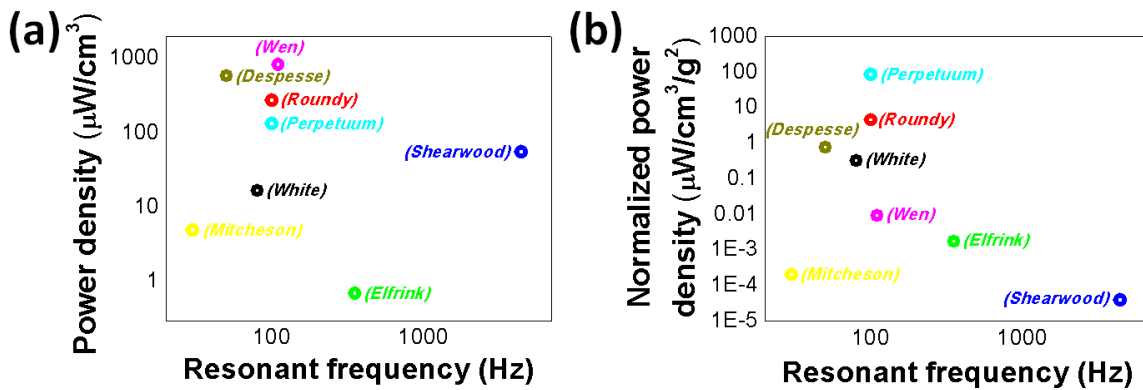 (a)
Power density (μW/cm³)
1000
100
10
1
(Wen)
(Despesse)
(Roundy)
(Perpetuum)
(Shearwood)
(White)
(Mitcheson)
(Elfrink)
100
1000
Resonant frequency (Hz)
(b)
Normalized power
density (μW/cm³/g²)
1000
100
10
1
0.1
0.01
1E-3
1E-4
1E-5
(Perpetuum)
(Roundy)
(Despesse)
(White)
(Wen)
(Elfrink)
(Mitcheson)
(Shearwood)
100
1000
Resonant frequency (Hz)